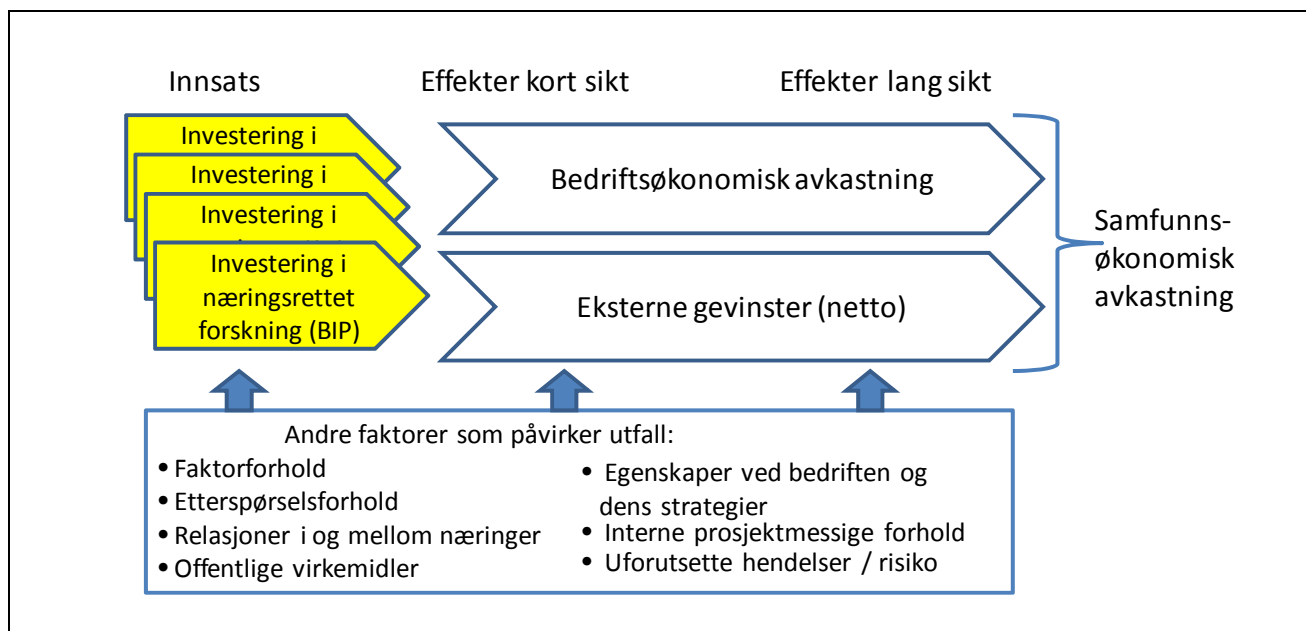 Innsats
Effekter kort sikt
Effekter lang sikt
Investering i
Investering i
Investering i
Investering i
næringsrettet
forskning (BIP)
Bedriftsøkonomisk avkastning
Eksterne gevinster (netto)
Samfunns-
økonomisk
avkastning
Andre faktorer som påvirker utfall:
• Faktorforhold
• Etterspørselsforhold
• Relasjoner i og mellom næringer
• Offentlige virkemidler
• Egenskaper ved bedriften og
dens strategier
• Interne prosjektmessige forhold
• Uforutsette hendelser / risiko